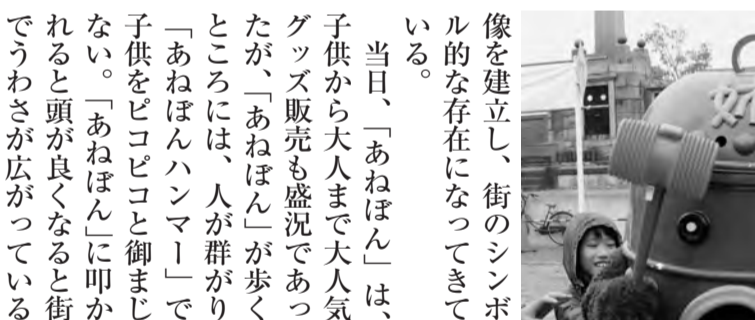 像を建立し、街のシンボ
ル的な存在になってきて
いる。
当日、「あねぼん」は、
子供から大人まで大人気
グッズ販売も盛況であっ
たが、「あねぼん」が歩く
ところには、人が群がり
「あねぼんハンマー」で
子供をピコピコと御まじ
ない。「あねぼん」に叩か
れると頭が良くなると街
でうわさが広がっている